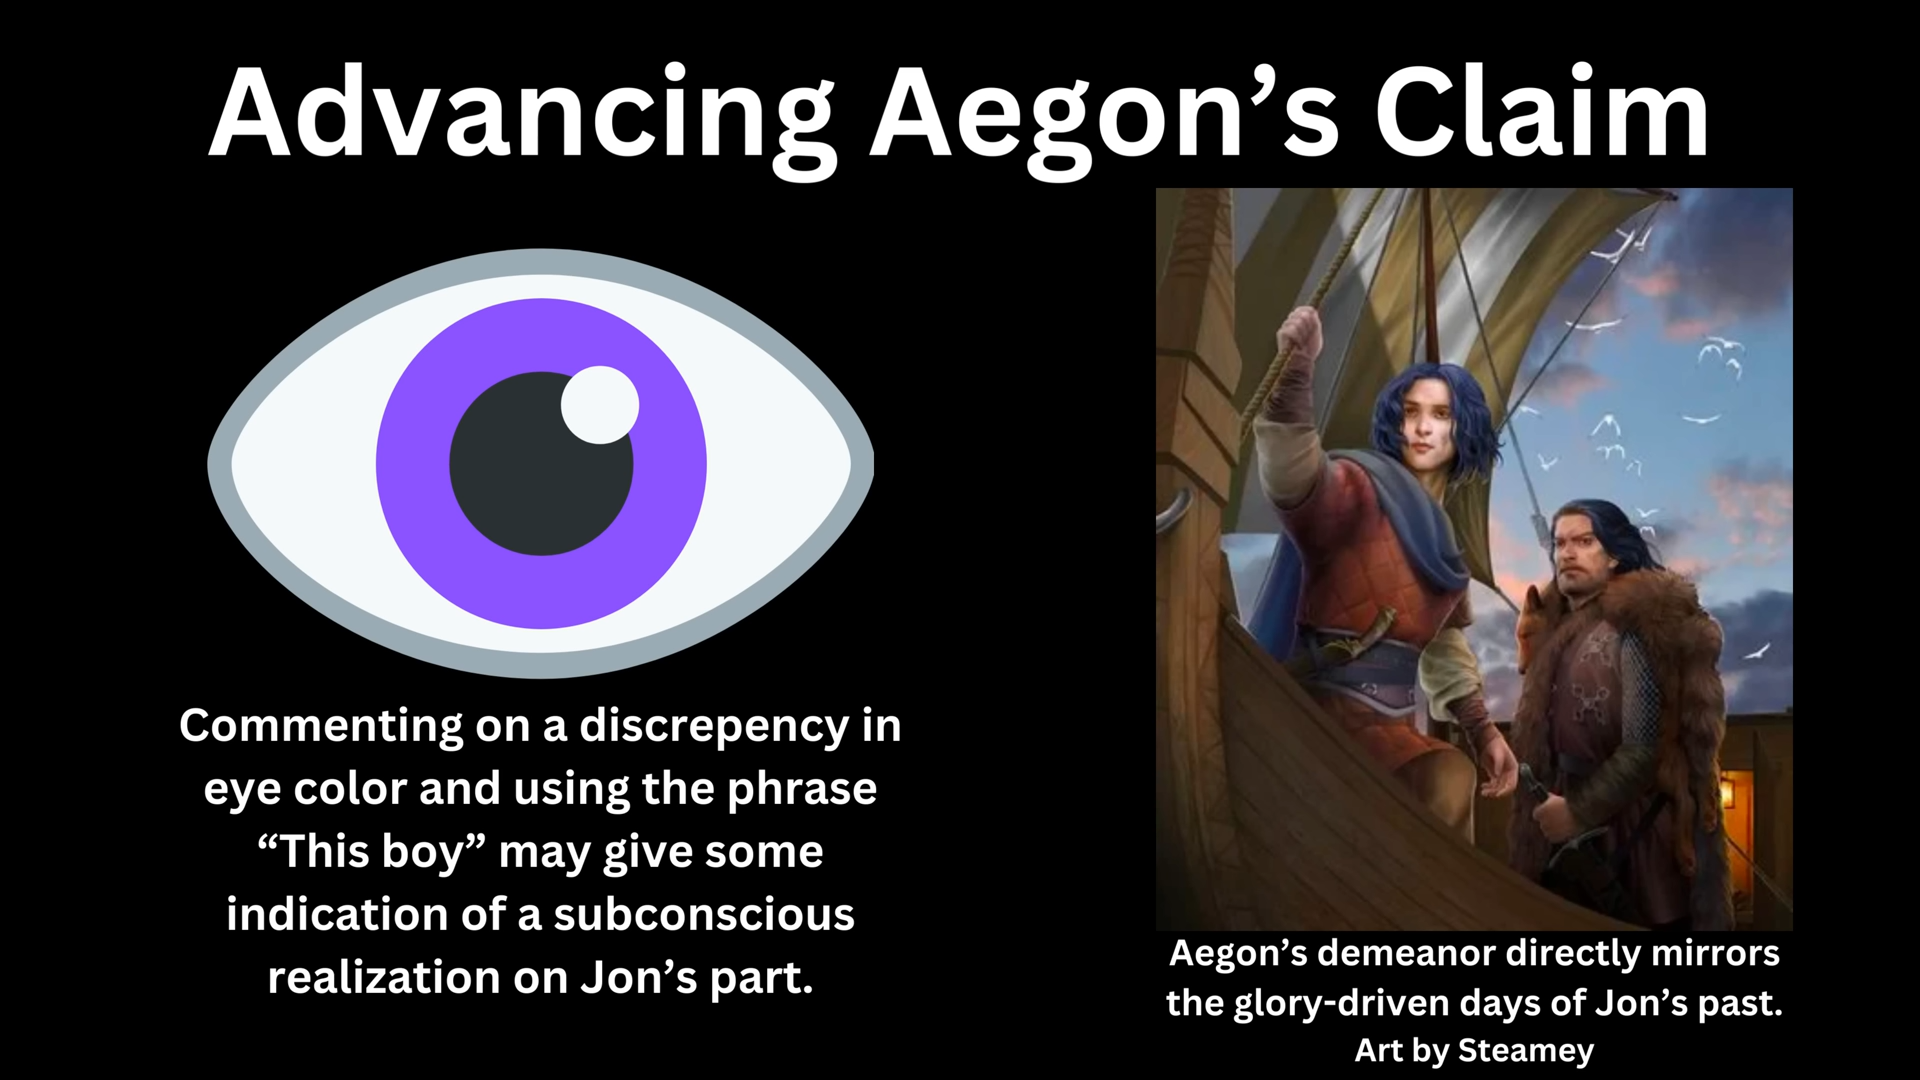 Advancing Aegon’s Claim
Commenting on a discrepency in
eye color and using the phrase
“This boy” may give some
indication of a subconscious
realization on Jon’s part.
Aegon’s demeanor directly mirrors
the glory-driven days of Jon’s past.
Art by Steamey